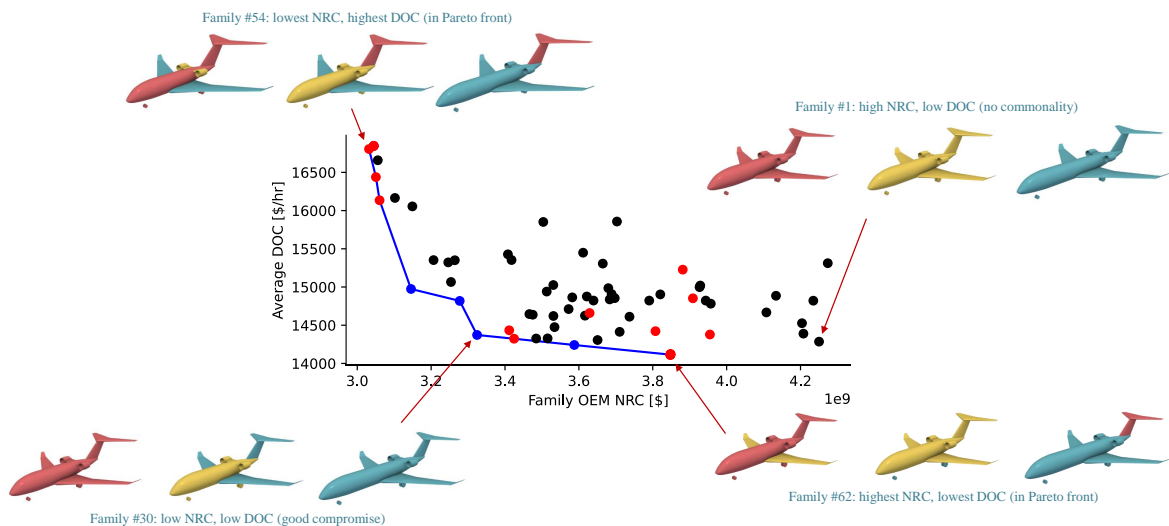 Family #54: lowest NRC, highest DOC (in Pareto front)
Family #1: high NRC, low DOC (no commonality)
Average DOC [$/hr]
16500
16000
15500
15000
14500
14000
3.0 3.2 3.4 3.6 3.8 4.0 4.2
1e9
Family OEM NRC [$]
Family #62: highest NRC, lowest DOC (in Pareto front)
Family #30: low NRC, low DOC (good compromise)